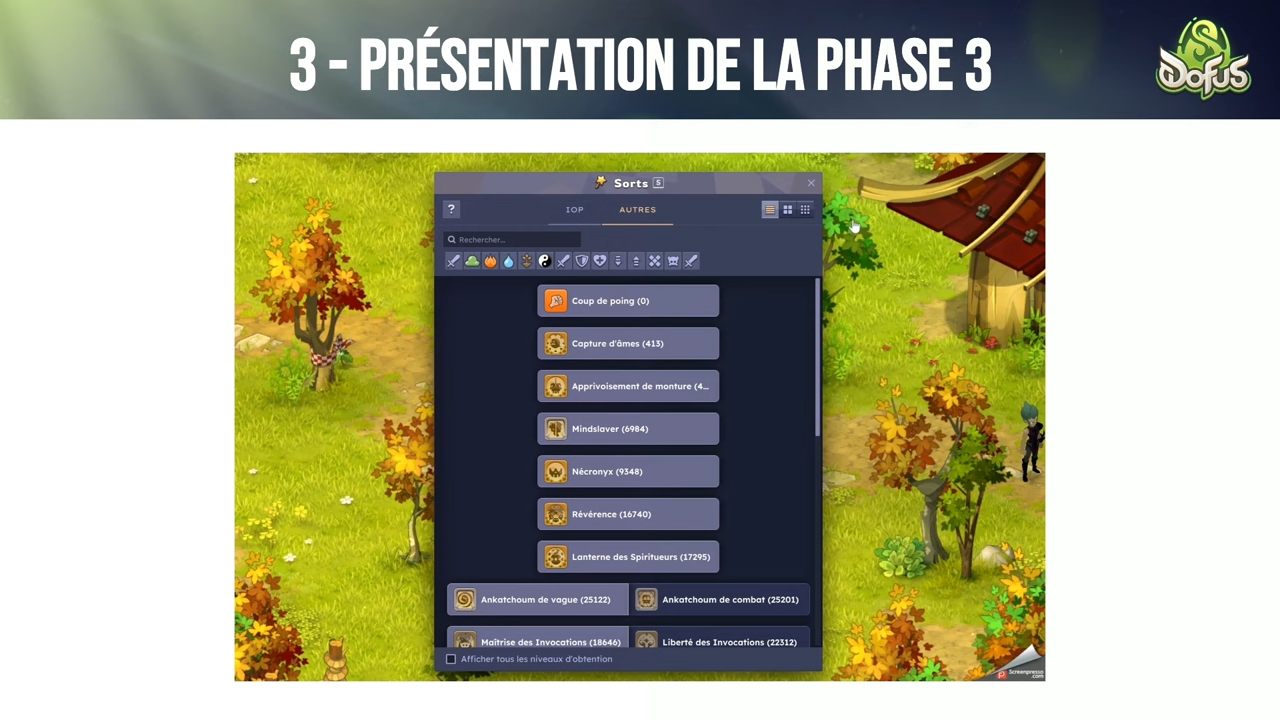 3 - PRÉSENTATION DE LA PHASE 3
DOFUS
Sorts S
?
IOP
AUTRES
Rechercher...
Coup de poing (0)
Capture d'âmes (413)
Apprivoisement de monture (4...
Mindslaver (6984)
Nécronyx (9348)
Révérence (16740)
Lanterne des Spiritueurs (17295)
Ankatchoum de vague (25122)
Ankatchoum de combat (25201)
Maîtrise des Invocations (18646)
Liberté des Invocations (22312)
Afficher tous les niveaux d'obtention
Screenpresso
.com